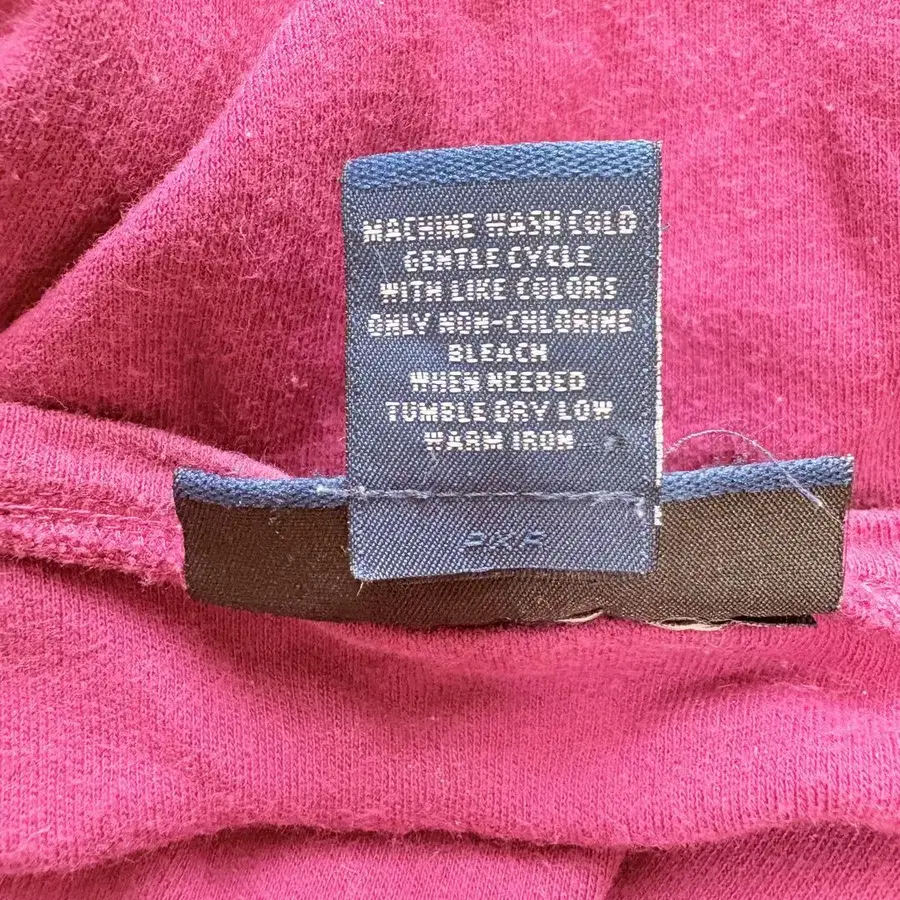 MACHINE WASH COLD
GENTLE CYCLE
WITH LIKE COLORS
ONLY NON-CHLORINE
BLEACH
WHEN NEEDED
TUMBLE DRY LOW
WARM IRON